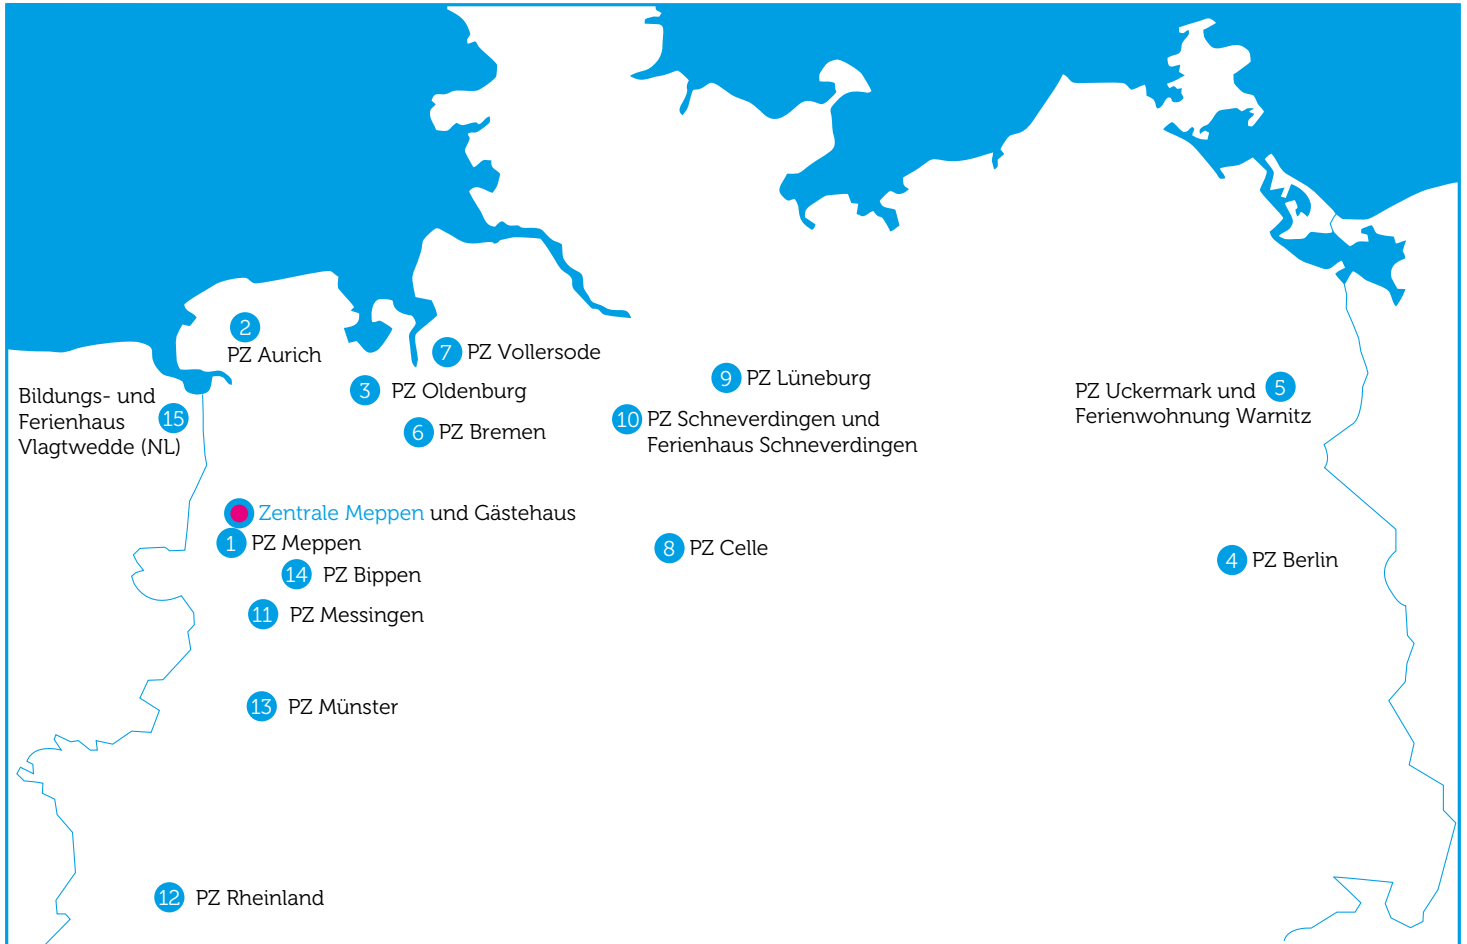 2
PZ Aurich
7 PZ Vollersode
3 PZ Oldenburg
9 PZ Lüneburg
PZ Uckermark und
Ferienwohnung Warnitz
5
Bildungs- und
Ferienhaus
Vlagtwedde (NL)
15
6 PZ Bremen
10 PZ Schneverdingen und
Ferienhaus Schneverdingen
Zentrale Meppen und Gästehaus
1 PZ Meppen
8 PZ Celle
4 PZ Berlin
14 PZ Bippen
11 PZ Messingen
13 PZ Münster
12 PZ Rheinland